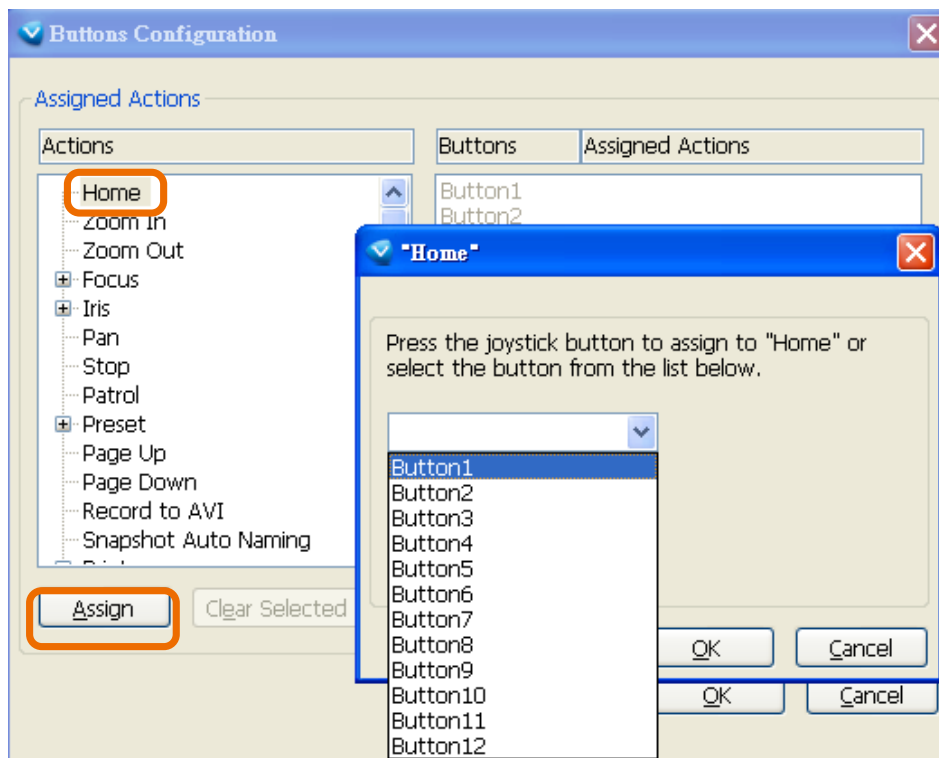 Buttons Configuration
Assigned Actions
Actions
Buttons
Assigned Actions
Home
Zoom In
Zoom Out
Focus
Iris
Pan
Stop
Patrol
Preset
Page Up
Page Down
Record to AVI
Snapshot Auto Naming
Button1
Button2
Assign
Clear Selected
"Home"
Press the joystick button to assign to "Home" or
select the button from the list below.
Button1
Button2
Button3
Button4
Button5
Button6
Button7
Button8
Button9
Button10
Button11
Button12
OK
Cancel
OK
Cancel